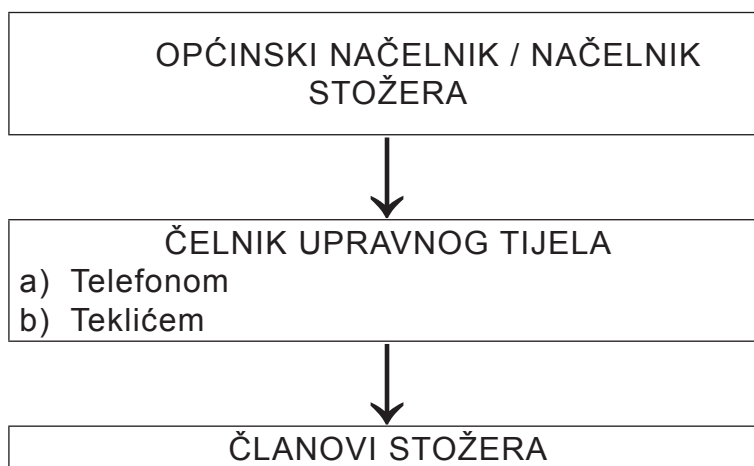 OPĆINSKI NAČELNIK / NAČELNIK
STOŽERA
ČELNIK UPRAVNOG TIJELA
a) Telefonom
b) Teklićem
ČLANOVI STOŽERA